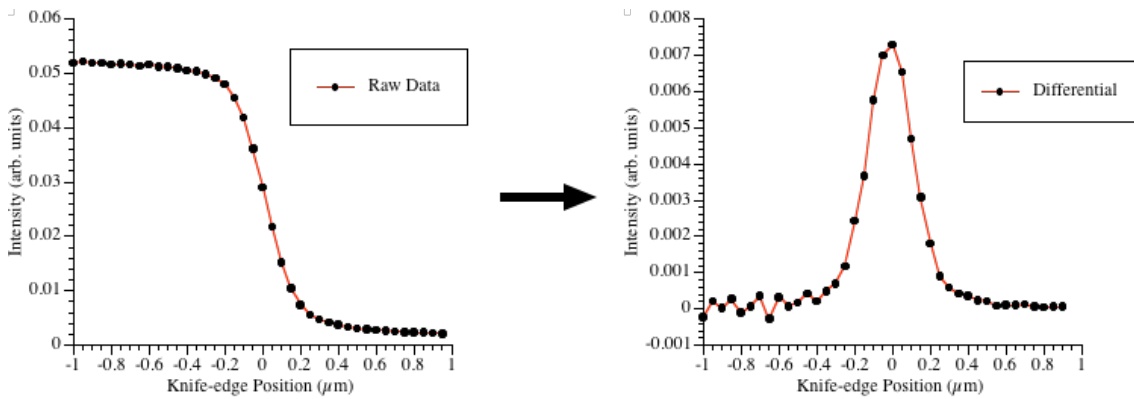 0.06
0.05
0.04
0.03
0.02
0.01
0
Intensity (arb. units)
Raw Data
-1 -0.8 -0.6 -0.4 -0.2 0 0.2 0.4 0.6 0.8 1
Knife-edge Position (µm)
0.008
0.007
0.006
0.005
0.004
0.003
0.002
0.001
0
-0.001
Intensity (arb. units)
Differential
-1 -0.8 -0.6 -0.4 -0.2 0 0.2 0.4 0.6 0.8 1
Knife-edge Position (µm)